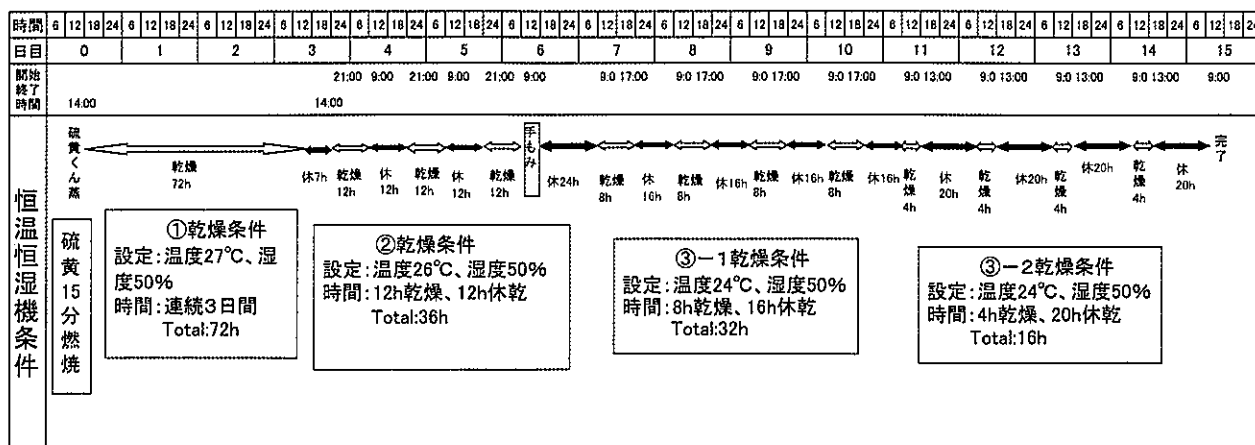 時間 6 12 18 24 6 12 18 24 6 12 18 24 6 12 18 24 6 12 18 24 6 12 18 24 6 12 18 24 6 12 18 24 6 12 18 24 6 12 18 24 6 12 18 24 6 12 18 24 6 12 18 24 6 12 18 24 6 12 18 24 6 12 18 24
日目 0 1 2 3 4 5 6 7 8 9 10 11 12 13 14 15
開始 21:00 9:00 21:00 9:00 21:00 9:00 9:0 17:00 9:0 17:00 9:0 17:00 9:0 17:00 9:0 13:00 9:0 13:00 9:0 13:00 9:0 13:00 9:00
終了
時間 14:00 14:00
恒温恒湿機条件
硫黄くん蒸
乾燥
72h
休7h
乾燥
12h
休
12h
乾燥
12h
休
12h
乾燥
12h
手もみ
休24h
乾燥
8h
休
16h
乾燥
8h
休16h
乾燥
8h
休16h
乾燥
8h
休16h
乾燥
4h
休
20h
乾燥
4h
休20h
乾燥
4h
休20h
乾燥
4h
休
20h
完了
硫黄15分燃焼
①乾燥条件
設定:温度27℃、湿
度50%
時間:連続3日間
Total:72h
②乾燥条件
設定:温度26℃、湿度50%
時間:12h乾燥、12h休乾
Total:36h
③−1乾燥条件
設定:温度24℃、湿度50%
時間:8h乾燥、16h休乾
Total:32h
③−2乾燥条件
設定:温度24℃、湿度50%
時間:4h乾燥、20h休乾
Total:16h